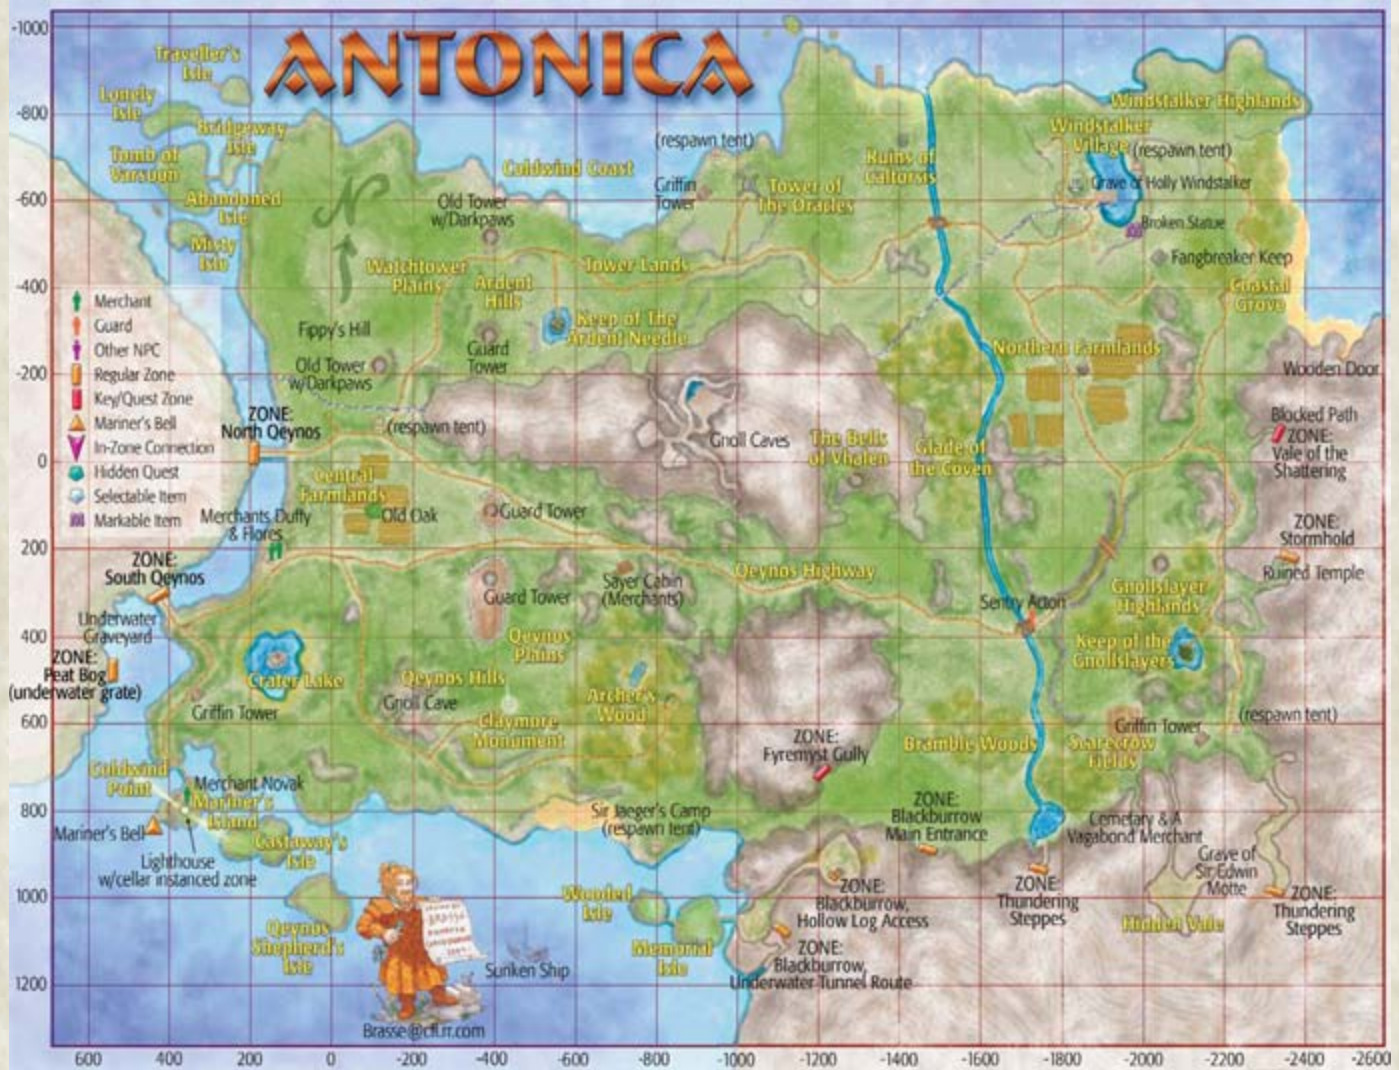 ANTONICA
-1000
-800
-600
-400
-200
0
200
400
600
800
1000
1200
Traveller's
Isle
Lonely
Isle
Bridgeway
Isle
Tomb of
Varsuun
Abandoned
Isle
Misty
Isle
N
Coldwind Coast
Old Tower
w/Darkpaws
(respawn tent)
Griffin
Tower
Tower of
The Oracles
Ruins of
Caltorsis
Windstalker Highlands
Windstalker
Village
(respawn tent)
Grave of Holly Windstalker
Broken Statue
Fangbreaker Keep
Coastal
Grove
Watchtower
Plains
Ardent
Hills
Tower Lands
Keep of The
Ardent Needle
Guard
Tower
Fippy's Hill
Old Tower
w/Darkpaws
Northern Farmlands
Wooden Door
Merchant
Guard
Other NPC
Regular Zone
Key/Quest Zone
Mariner's Bell
In-Zone Connection
Hidden Quest
Selectable Item
Markable Item
ZONE:
North Qeynos
(respawn tent)
Gnoll Caves
The Bells
of Vhalen
Glade of
the Coven
Blocked Path
ZONE:
Vale of the
Shattering
Central
Farmlands
Old Oak
Guard Tower
Merchants Duffy
& Flores
ZONE:
Stormhold
Ruined Temple
ZONE:
South Qeynos
Qeynos Highway
Guard Tower
Sayer Cabin
(Merchants)
Sentry Acton
Gnollslayer
Highlands
Underwater
Graveyard
ZONE:
Peat Bog
(underwater grate)
Crater Lake
Qeynos
Plains
Qeynos Hills
Keep of the
Gnollslayers
Griffin Tower
Gnoll Cave
Claymore
Monument
Archer's
Wood
ZONE:
Fyremyst Gully
Bramble Woods
Scarecrow
Fields
Griffin Tower
(respawn tent)
Coldwind
Point
Merchant Novak
Mariner's
Island
Mariner's Bell
Castaway's
Isle
Lighthouse
w/cellar instanced zone
Sir Jaeger's Camp
(respawn tent)
ZONE:
Blackburrow
Main Entrance
Cemetary & A
Vagabond Merchant
Grave of
Sir Edwin
Motte
ZONE:
Blackburrow,
Hollow Log Access
ZONE:
Thundering
Steppes
Hidden Vale
ZONE:
Thundering
Steppes
Qeynos
Shepherd's
Isle
Wooded
Isle
Memorial
Isle
Sunken Ship
ZONE:
Blackburrow,
Underwater Tunnel Route
Brasse@cfl.rr.com
600
400
200
0
-200
-400
-600
-800
-1000
-1200
-1400
-1600
-1800
-2000
-2200
-2400
-2600